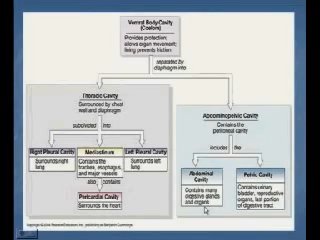 Ventral Body Cavity
(Coelom)
Provides protection;
allows organ movement;
lining prevents friction
separated by
diaphragm into
Thoracic Cavity
Surrounded by chest
wall and diaphragm
subdivided into
Right Pleural Cavity
Surrounds right
lung
Mediastinum
Contains the
trachea, esophagus,
and major vessels
Left Pleural Cavity
Surrounds left
lung
also contains
Pericardial Cavity
Surrounds the heart
Abdominopelvic Cavity
Contains the
peritoneal cavity
includes the
Abdominal
Cavity
Contains many
digestive glands
and organs
Pelvic Cavity
Contains urinary
bladder, reproductive
organs, last portion
of digestive tract